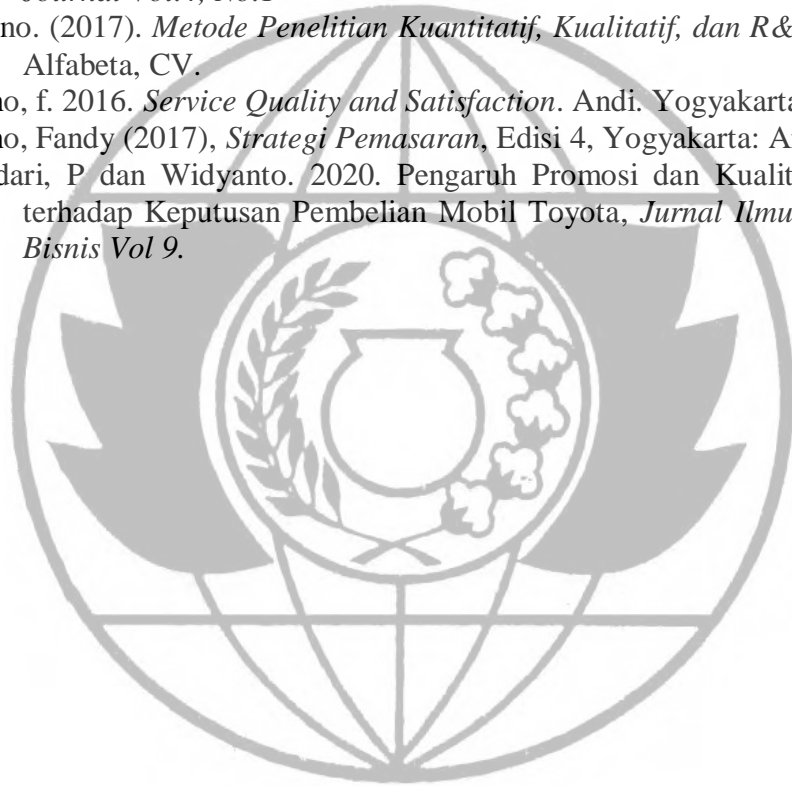 Journal Vol.4, No.1
no. (2017). Metode Penelitian Kuantitatif, Kualitatif, dan R&
Alfabeta, CV.
no, f. 2016. Service Quality and Satisfaction. Andi. Yogyakarta
no, Fandy (2017), Strategi Pemasaran, Edisi 4, Yogyakarta: A
dari, P dan Widyanto. 2020. Pengaruh Promosi dan Kualit
terhadap Keputusan Pembelian Mobil Toyota, Jurnal Ilmu
Bisnis Vol 9.